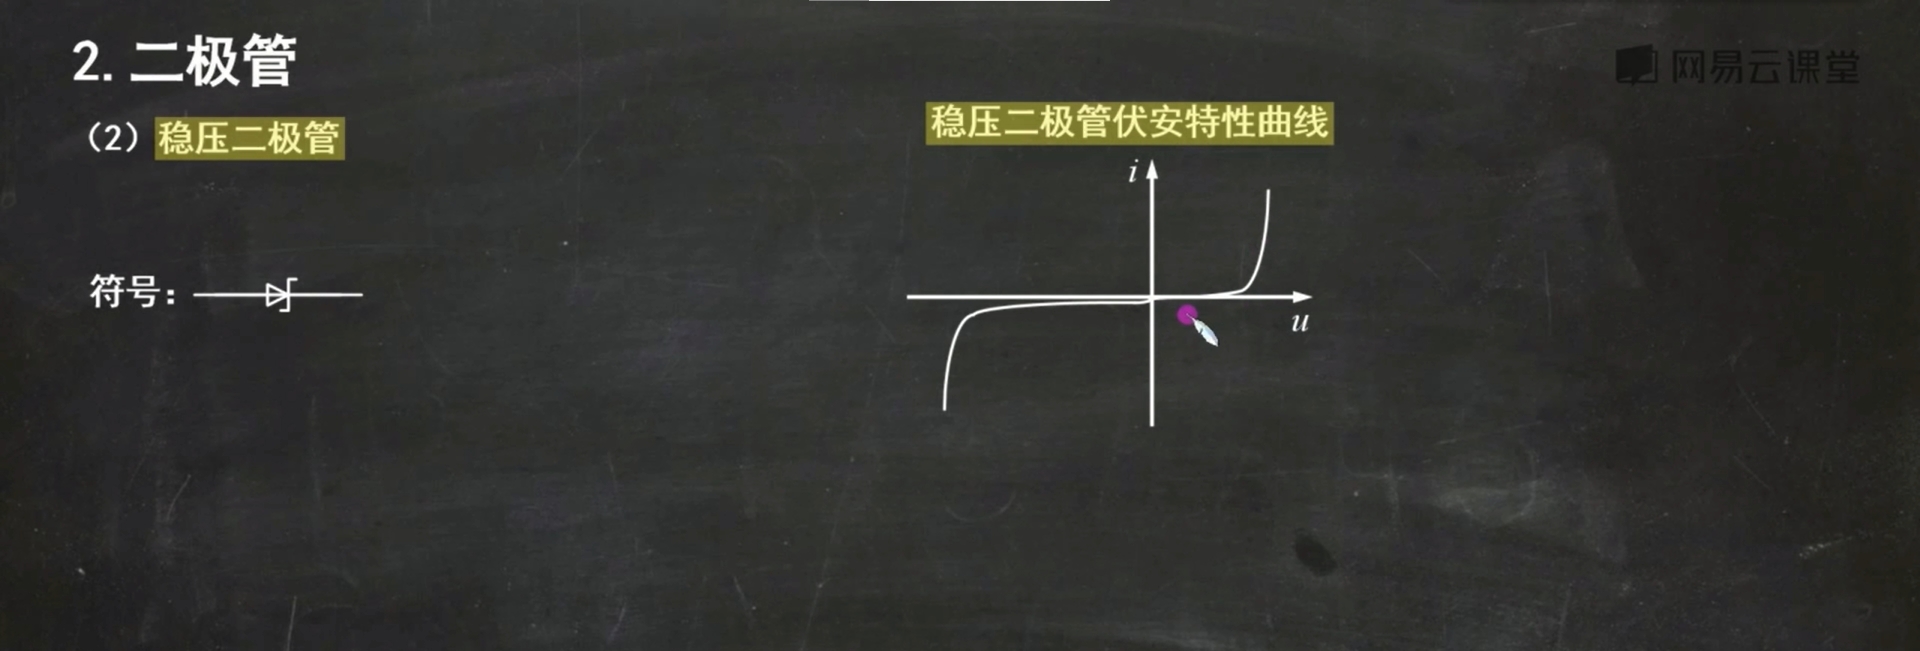 2. 二极管
网易云课堂
(2) 稳压二极管
稳压二极管伏安特性曲线
i
符号:
u